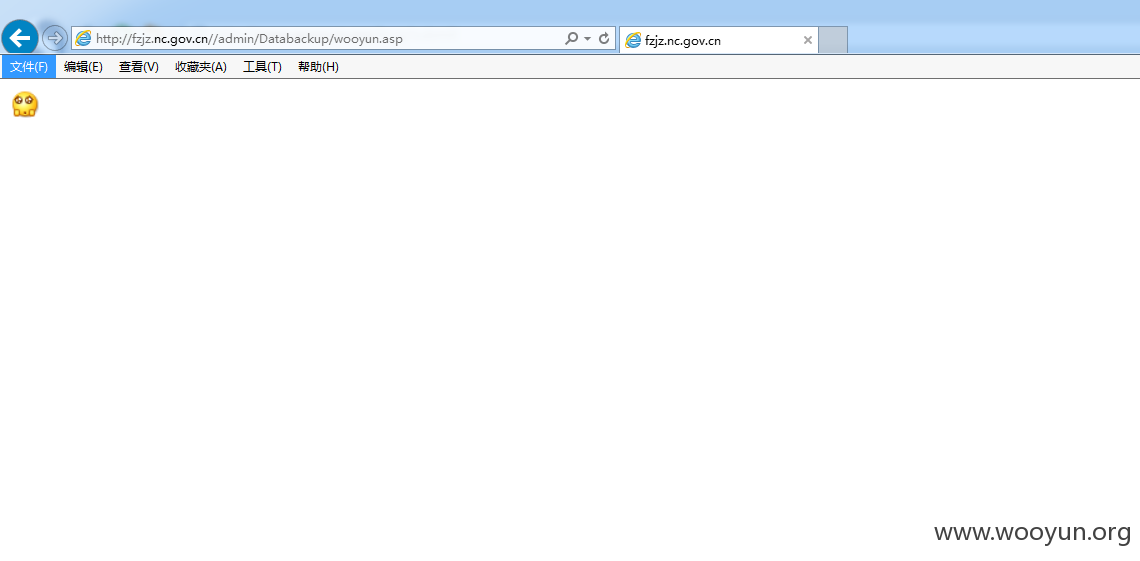 http://fzjz.nc.gov.cn//admin/Databackup/wooyun.asp
fzjz.nc.gov.cn
文件(F) 编辑(E) 查看(V) 收藏夹(A) 工具(T) 帮助(H)
www.wooyun.org